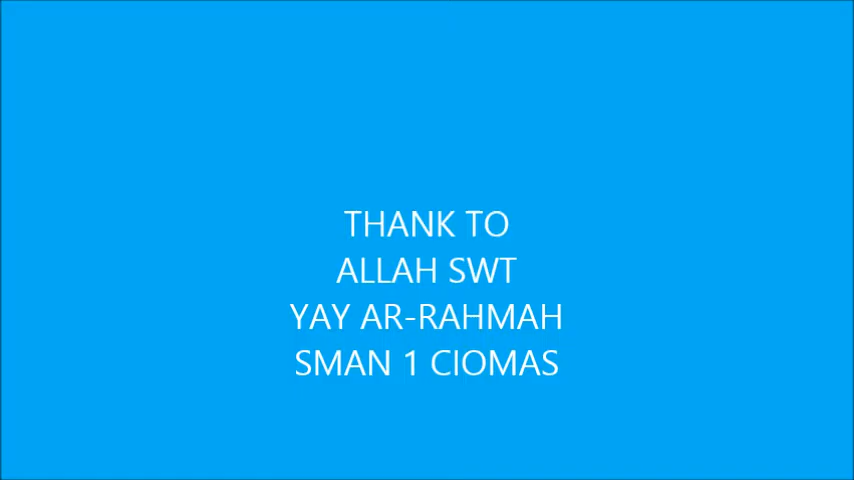 THANK TO
ALLAH SWT
YAY AR-RAHMAH
SMAN 1 CIOMAS